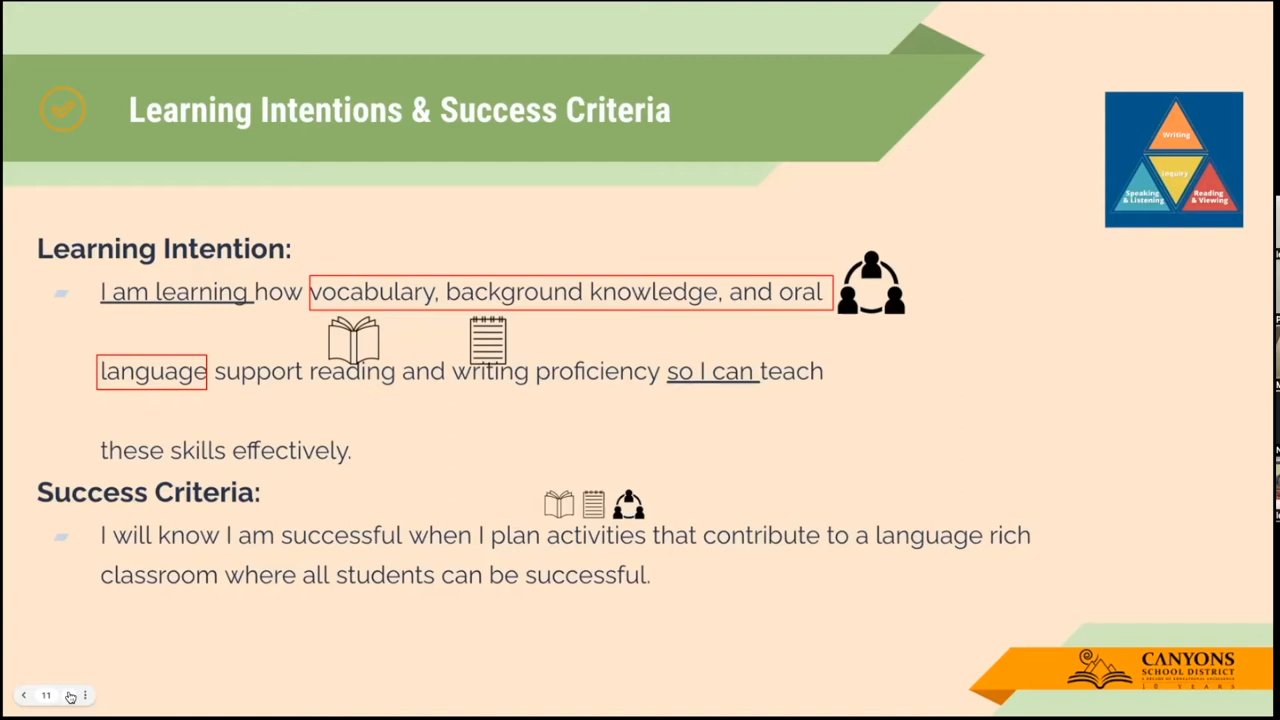 Learning Intentions & Success Criteria
Writing
Inquiry
Speaking
& Listening
Reading
& Viewing
Learning Intention:
I am learning how vocabulary, background knowledge, and oral
language support reading and writing proficiency so I can teach
these skills effectively.
Success Criteria:
I will know I am successful when I plan activities that contribute to a language rich
classroom where all students can be successful.
CANYONS
SCHOOL DISTRICT
10 YEARS
11